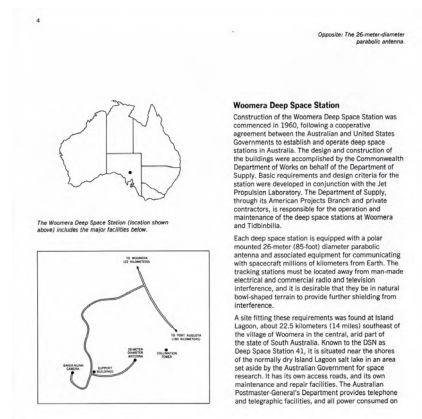 4
Opposite: The 26-meter-diameter
parabolic antenna.
The Woomera Deep Space Station (location shown
above) includes the major facilities below.
TO WOOMERA
(22 KILOMETERS)
TO PORT AUGUSTA
(180 KILOMETERS)
26-METER-
DIAMETER
ANTENNA
COLLIMATION
TOWER
BAKER-NUNN
CAMERA
SUPPORT
BUILDINGS
Woomera Deep Space Station
Construction of the Woomera Deep Space Station was
commenced in 1960, following a cooperative
agreement between the Australian and United States
Governments to establish and operate deep space
stations in Australia. The design and construction of
the buildings were accomplished by the Commonwealth
Department of Works on behalf of the Department of
Supply. Basic requirements and design criteria for the
station were developed in conjunction with the Jet
Propulsion Laboratory. The Department of Supply,
through its American Projects Branch and private
contractors, is responsible for the operation and
maintenance of the deep space stations at Woomera
and Tidbinbilla.
Each deep space station is equipped with a polar
mounted 26-meter (85-foot) diameter parabolic
antenna and associated equipment for communicating
with spacecraft millions of kilometers from Earth. The
tracking stations must be located away from man-made
electrical and commercial radio and television
interference, and it is desirable that they be in natural
bowl-shaped terrain to provide further shielding from
interference.
A site fitting these requirements was found at Island
Lagoon, about 22.5 kilometers (14 miles) southeast of
the village of Woomera in the central, arid part of
the state of South Australia. Known to the DSN as
Deep Space Station 41, it is situated near the shores
of the normally dry Island Lagoon salt lake in an area
set aside by the Australian Government for space
research. It has its own access roads, and its own
maintenance and repair facilities. The Australian
Postmaster-General's Department provides telephone
and telegraphic facilities, and all power consumed on